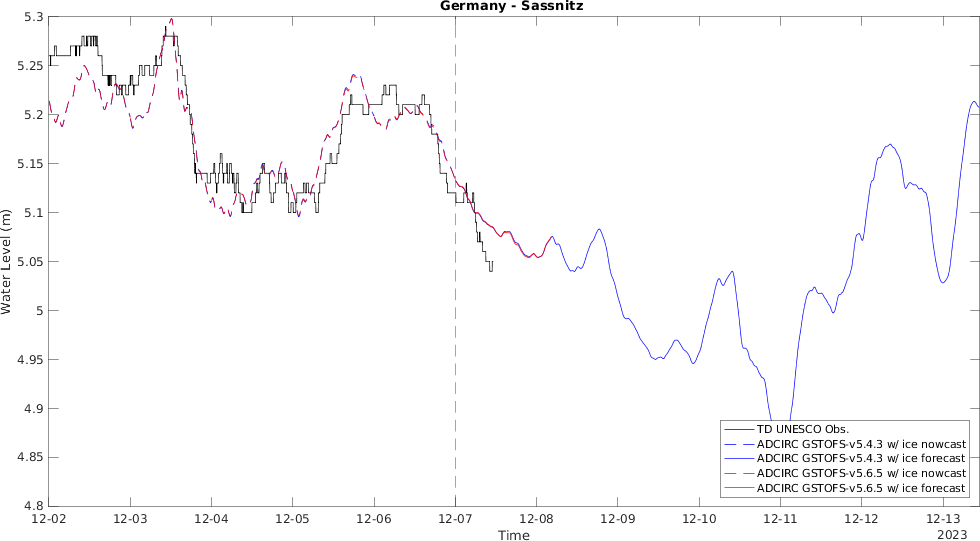 Germany - Sassnitz
5.3
5.25
5.2
5.15
5.1
5.05
5
4.95
4.9
4.85
4.8
Water Level (m)
TD UNESCO Obs.
ADCIRC GSTOFS-v5.4.3 w/ ice nowcast
ADCIRC GSTOFS-v5.4.3 w/ ice forecast
ADCIRC GSTOFS-v5.6.5 w/ ice nowcast
ADCIRC GSTOFS-v5.6.5 w/ ice forecast
12-02 12-03 12-04 12-05 12-06 12-07 12-08 12-09 12-10 12-11 12-12 12-13
Time
2023